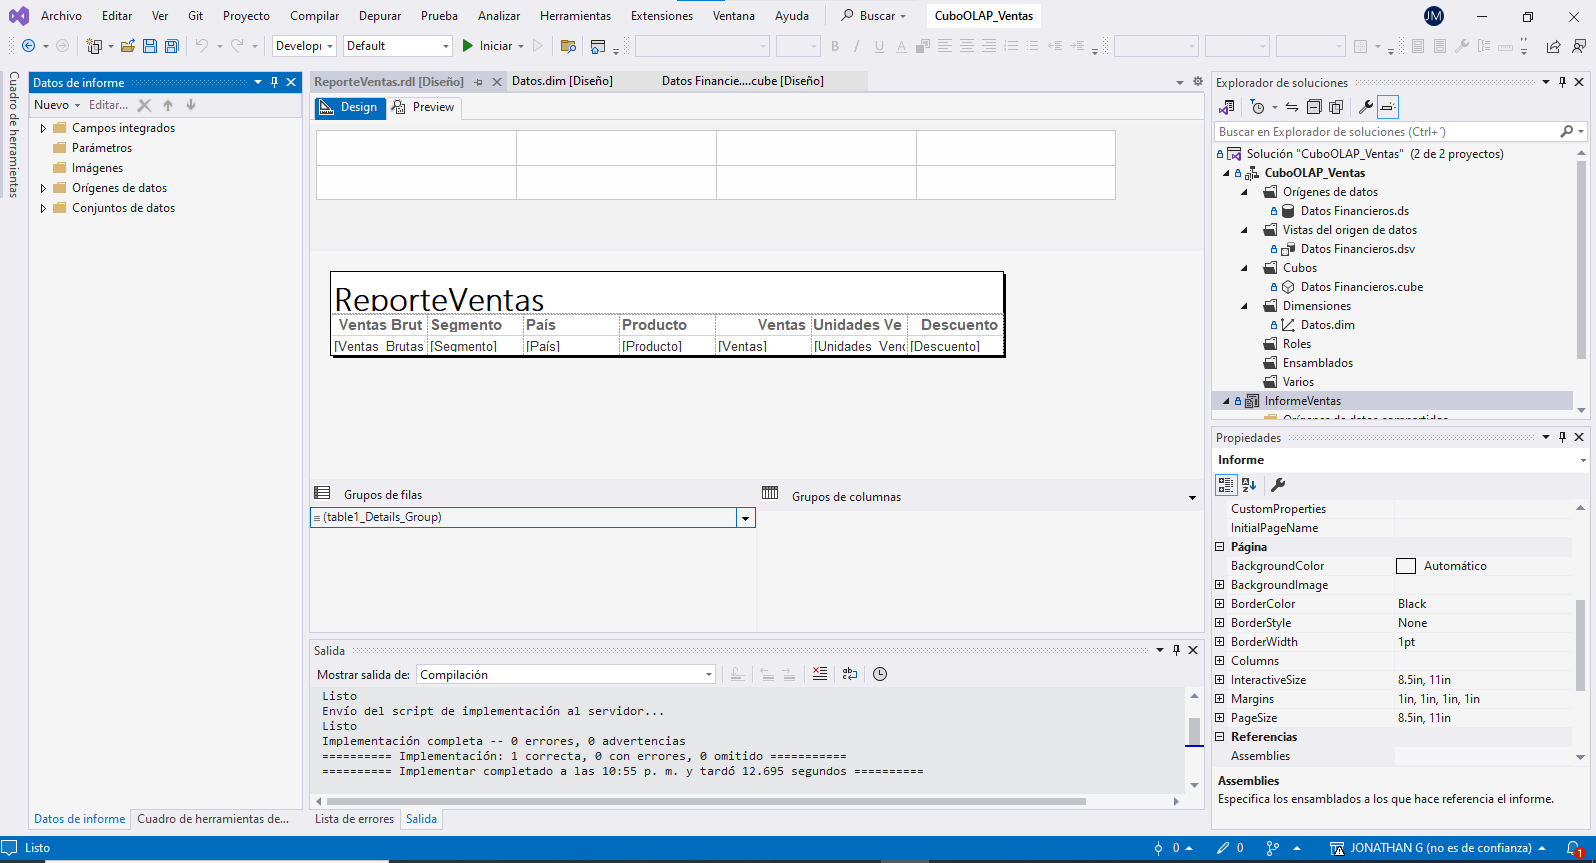 Archivo Editar Ver Git Proyecto Compilar Depurar Prueba Analizar Herramientas Extensiones Ventana Ayuda Buscar CuboOLAP_Ventas JM
Developı Default Iniciar
Cuadro de herramientas
Datos de informe
Nuevo Editar...
Campos integrados
Parámetros
Imágenes
Orígenes de datos
Conjuntos de datos
Datos de informe Cuadro de herramientas de...
ReporteVentas.rdl [Diseño] Datos.dim [Diseño] Datos Financie....cube [Diseño]
Design Preview
ReporteVentas
Ventas Brut Segmento País Producto Ventas Unidades Ve Descuento
[Ventas_Brutas [Segmento] [País] [Producto] [Ventas] [Unidades_Venc [Descuento]
Grupos de filas Grupos de columnas
(table1_Details_Group)
Salida
Mostrar salida de: Compilación
Listo
Envío del script de implementación al servidor...
Listo
Implementación completa -- 0 errores, 0 advertencias
========== Implementación: 1 correcta, 0 con errores, 0 omitido ===========
========== Implementar completado a las 10:55 p. m. y tardó 12.695 segundos ==========
Lista de errores Salida
Explorador de soluciones
Buscar en Explorador de soluciones (Ctrl+´)
Solución "CuboOLAP_Ventas" (2 de 2 proyectos)
CuboOLAP_Ventas
Orígenes de datos
Datos Financieros.ds
Vistas del origen de datos
Datos Financieros.dsv
Cubos
Datos Financieros.cube
Dimensiones
Datos.dim
Roles
Ensamblados
Varios
InformeVentas
Orígenes de datos compartidos
Propiedades
Informe
CustomProperties
InitialPageName
Página
BackgroundColor Automático
BackgroundImage
BorderColor Black
BorderStyle None
BorderWidth 1pt
Columns
InteractiveSize 8.5in, 11in
Margins 1in, 1in, 1in, 1in
PageSize 8.5in, 11in
Referencias
Assemblies
Assemblies
Especifica los ensamblados a los que hace referencia el informe.
Listo 0 0 JONATHAN G (no es de confianza) 1